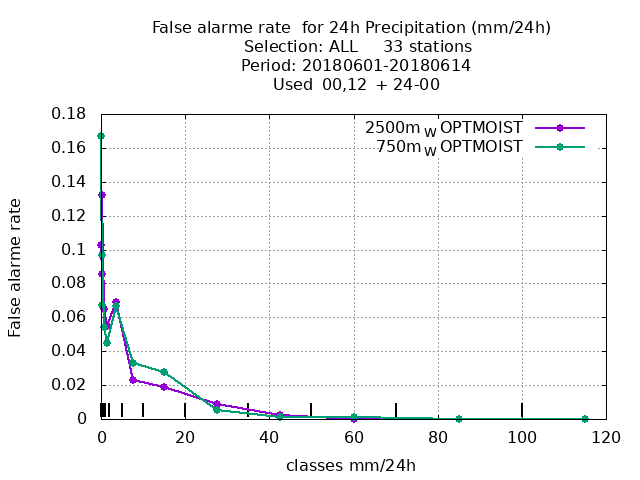 False alarme rate  for 24h Precipitation (mm/24h)
Selection: ALL     33 stations
Period: 20180601-20180614
Used  00,12  + 24-00
2500m_W OPTMOIST
750m_W OPTMOIST
0.18
0.16
0.14
0.12
0.1
0.08
0.06
0.04
0.02
0
False alarme rate
0 20 40 60 80 100 120
classes mm/24h